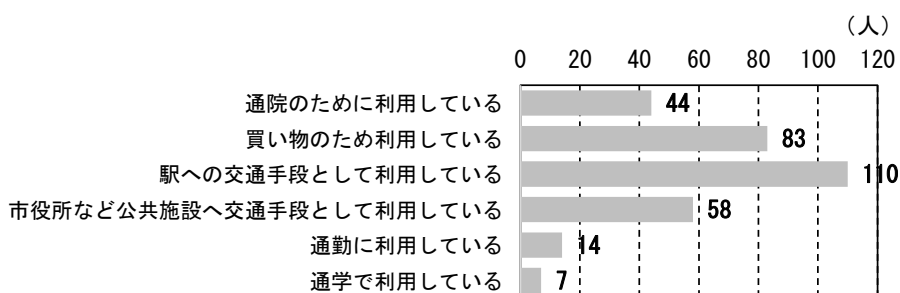 （人）
0 20 40 60 80 100 120
通院のために利用している 44
買い物のため利用している 83
駅への交通手段として利用している 110
市役所など公共施設へ交通手段として利用している 58
通勤に利用している 14
通学で利用している 7